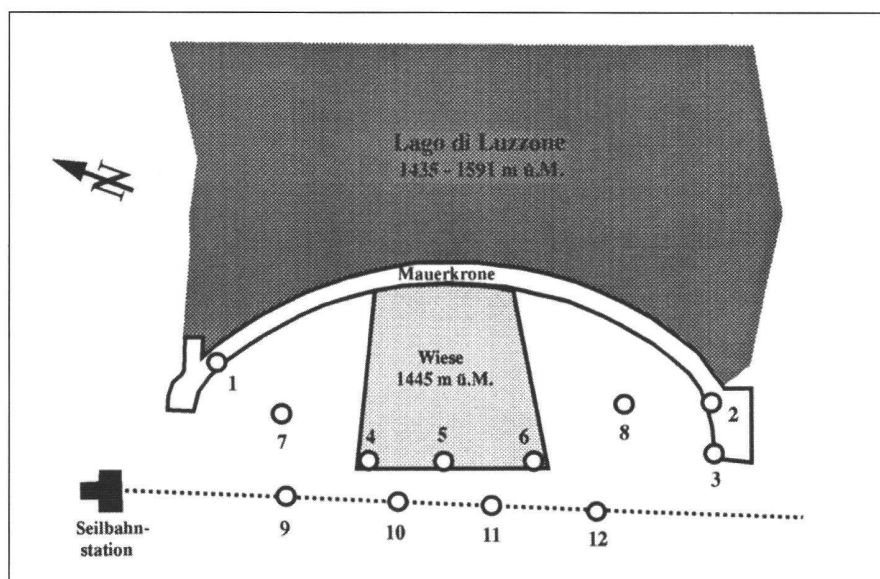 Lago di Luzzone
1435 - 1591 m ü.M.
N
Mauerkrone
Wiese
1445 m ü.M.
1
2
7
4
5
6
8
3
9
10
11
12
Seilbahn-
station